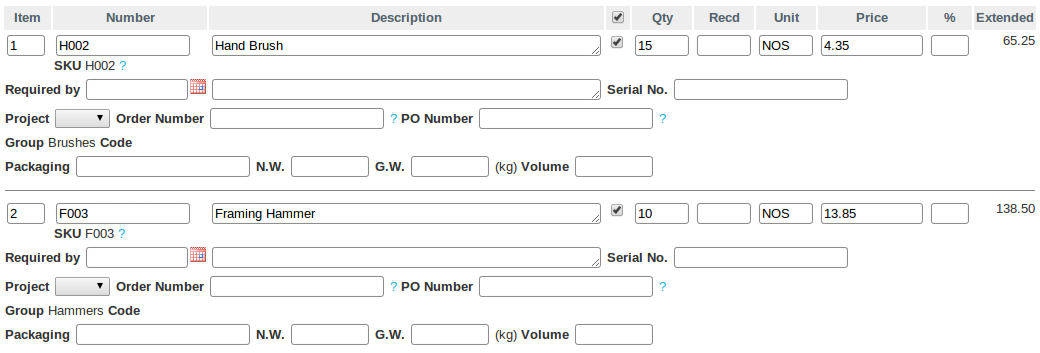 Item Number Description Qty Recd Unit Price % Extended
1 H002 Hand Brush 15 NOS 4.35 65.25
SKU H002 ?
Required by Serial No.
Project Order Number ? PO Number ?
Group Brushes Code
Packaging N.W. G.W. (kg) Volume
2 F003 Framing Hammer 10 NOS 13.85 138.50
SKU F003 ?
Required by Serial No.
Project Order Number ? PO Number ?
Group Hammers Code
Packaging N.W. G.W. (kg) Volume